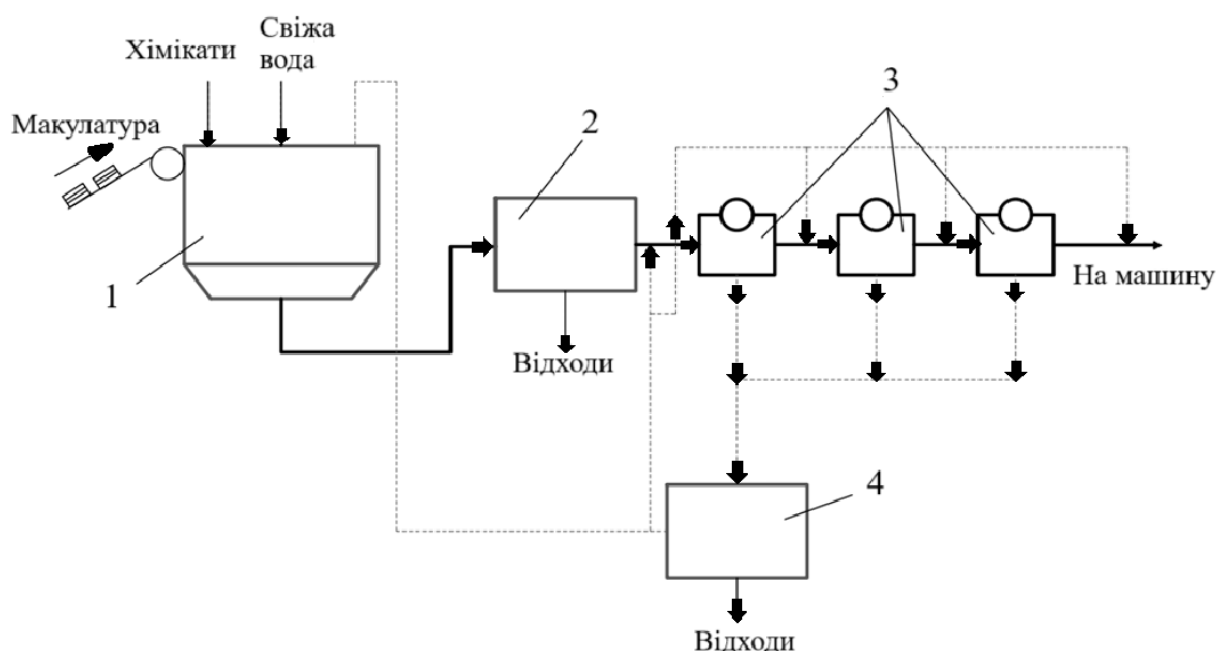 Хімікати
Свіжа
вода
Макулатура
1
2
3
На машину
Відходи
4
Відходи